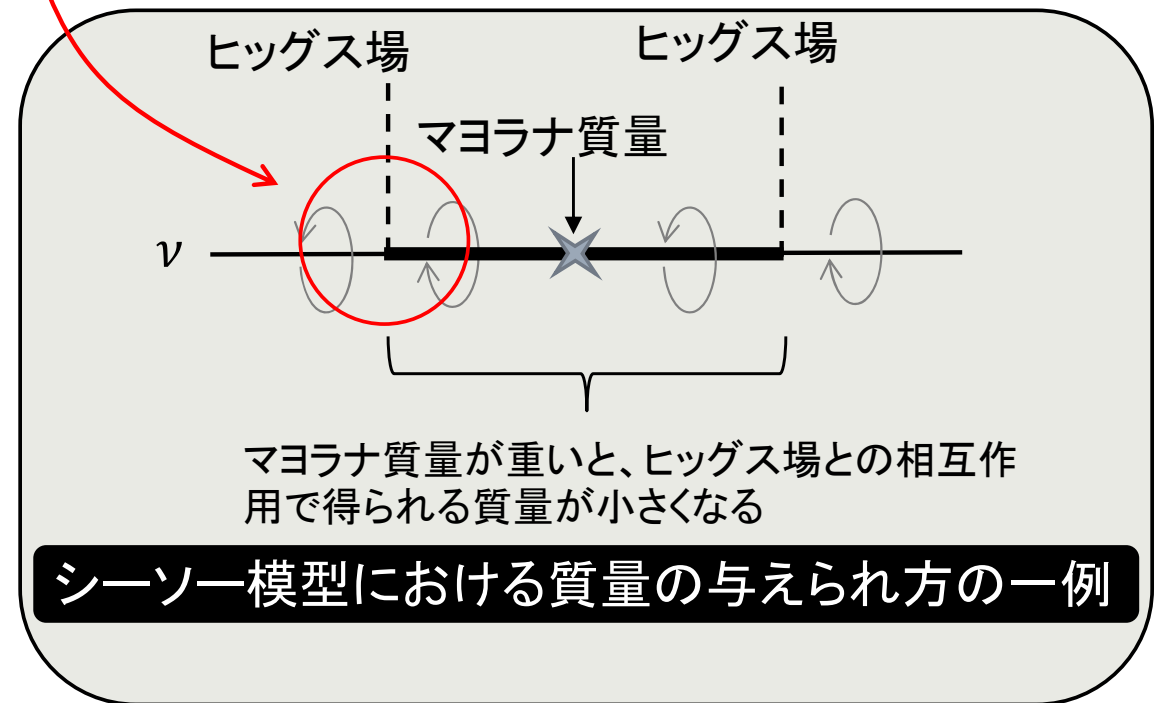 ヒッグス場
ヒッグス場
マヨラナ質量
ν
マヨラナ質量が重いと、ヒッグス場との相互作
用で得られる質量が小さくなる
シーソー模型における質量の与えられ方の一例